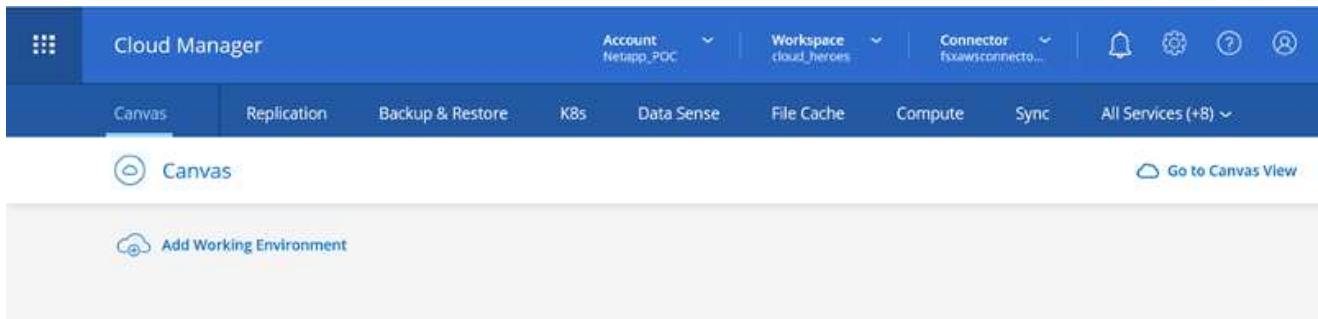 Cloud Manager
Account
Netapp_POC
Workspace
cloud_heroes
Connector
fsxawsconnecto...
Canvas Replication Backup & Restore K8s Data Sense File Cache Compute Sync All Services (+8)
Canvas
Go to Canvas View
Add Working Environment